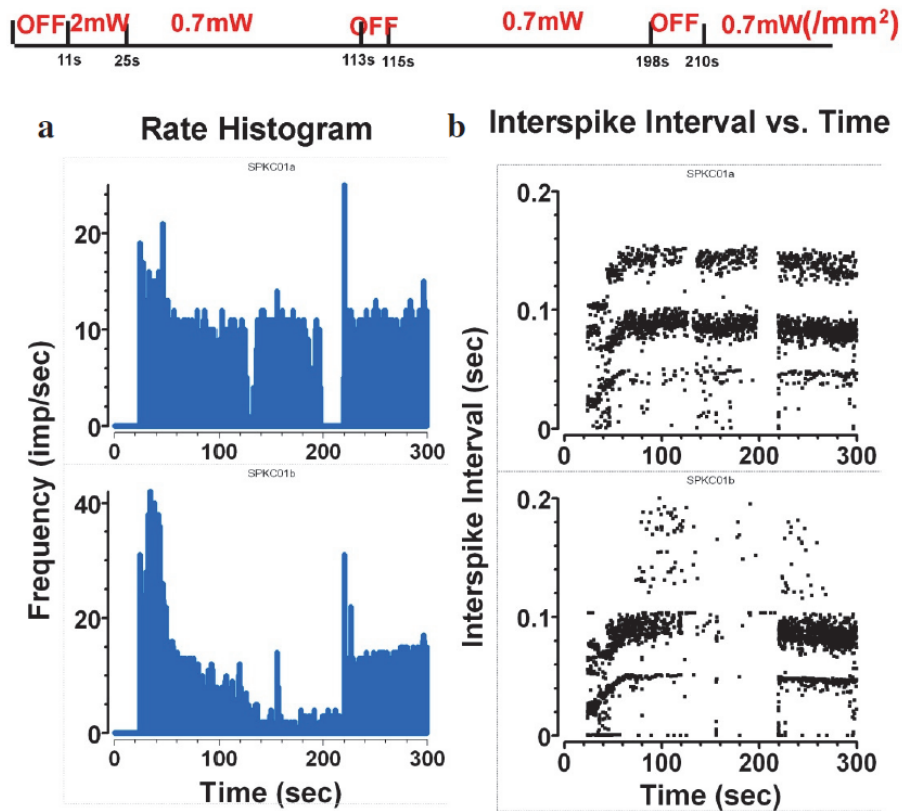 OFF 2mW 0.7mW OFF 0.7mW OFF 0.7mW(/mm²)
11s 25s 113s 115s 198s 210s
a Rate Histogram b Interspike Interval vs. Time
SPKC01a
20
10
0
0 100 200 300
SPKC01b
40
20
0
0 100 200 300
Frequency (imp/sec)
Time (sec)
SPKC01a
0.2
0.1
0
0 100 200 300
SPKC01b
0.2
0.1
0
0 100 200 300
Interspike Interval (sec)
Time (sec)